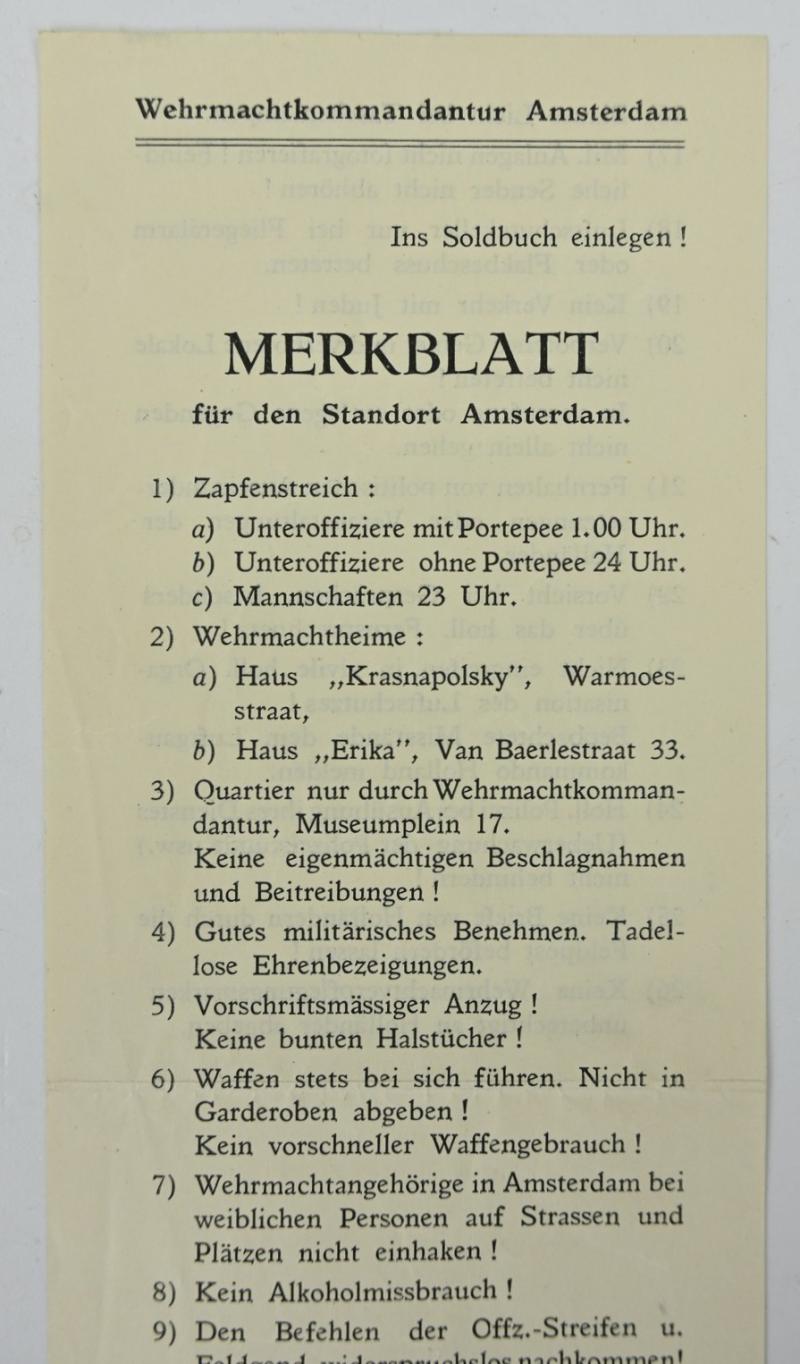 Wehrmachtkommandantur Amsterdam
Ins Soldbuch einlegen !
MERKBLATT
für den Standort Amsterdam.
1) Zapfenstreich :
a) Unteroffiziere mit Portepee 1.00 Uhr.
b) Unteroffiziere ohne Portepee 24 Uhr.
c) Mannschaften 23 Uhr.
2) Wehrmachtheime :
a) Haus „Krasnapolsky”, Warmoes-
straat,
b) Haus „Erika”, Van Baerlestraat 33.
3) Quartier nur durch Wehrmachtkomman-
dantur, Museumplein 17.
Keine eigenmächtigen Beschlagnahmen
und Beitreibungen !
4) Gutes militärisches Benehmen. Tadel-
lose Ehrenbezeigungen.
5) Vorschriftsmässiger Anzug !
Keine bunten Halstücher !
6) Waffen stets bei sich führen. Nicht in
Garderoben abgeben !
Kein vorschneller Waffengebrauch !
7) Wehrmachtangehörige in Amsterdam bei
weiblichen Personen auf Strassen und
Plätzen nicht einhaken !
8) Kein Alkoholmissbrauch !
9) Den Befehlen der Offz.-Streifen u.
widerspruchslos nachkommen!